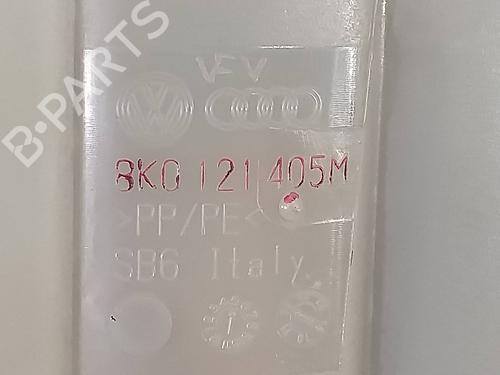 B-PARTS
VFV
8K0 121 405M
>PP/PE<
SB6 Italy